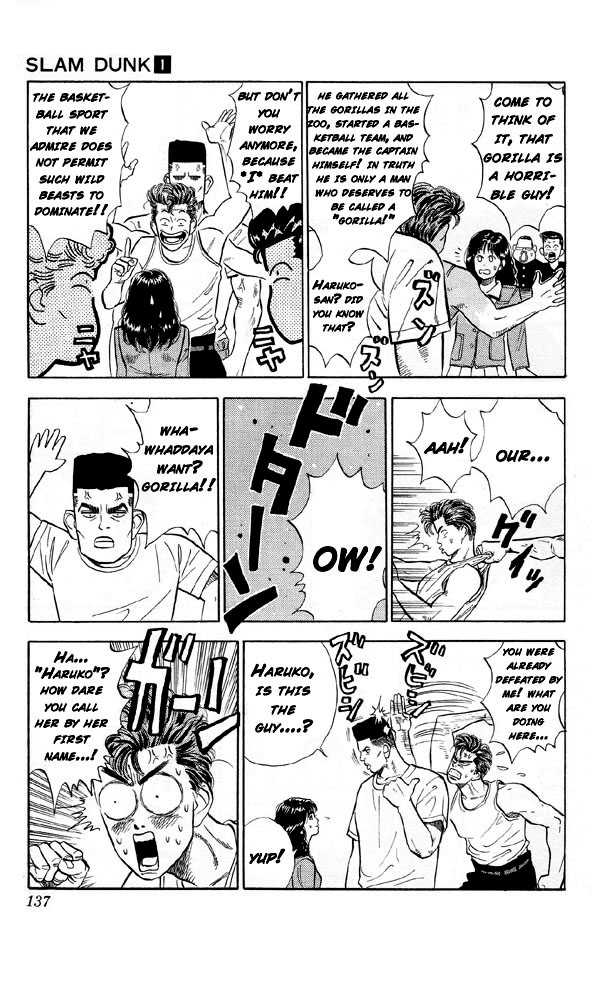 SLAM DUNK 1
COME TO
THINK OF
IT, THAT
GORILLA IS
A HORRI-
BLE GUY!
HE GATHERED ALL
THE GORILLAS IN THE
ZOO, STARTED A BAS-
KETBALL TEAM, AND
BECAME THE CAPTAIN
HIMSELF! IN TRUTH
HE IS ONLY A MAN
WHO DESERVES TO
BE CALLED A
"GORILLA!"
HARUKO-
SAN? DID
YOU KNOW
THAT?
ズン
ズン
BUT DON'T
YOU
WORRY
ANYMORE,
BECAUSE
*I* BEAT
HIM!!
THE BASKET-
BALL SPORT
THAT WE
ADMIRE DOES
NOT PERMIT
SUCH WILD
BEASTS TO
DOMINATE!!
ニヤ
ニヤ
OUR...
AAH!
グイッ
ドターン
OW!
WHA-
WHADDAYA
WANT?
GORILLA!!
YOU WERE
ALREADY
DEFEATED BY
ME! WHAT
ARE YOU
DOING
HERE...
ズビシ
ズビシ
HARUKO,
IS THIS
THE
GUY....?
YUP!
HA...
"HARUKO"?
HOW DARE
YOU CALL
HER BY HER
FIRST
NAME...!
ガーン
137